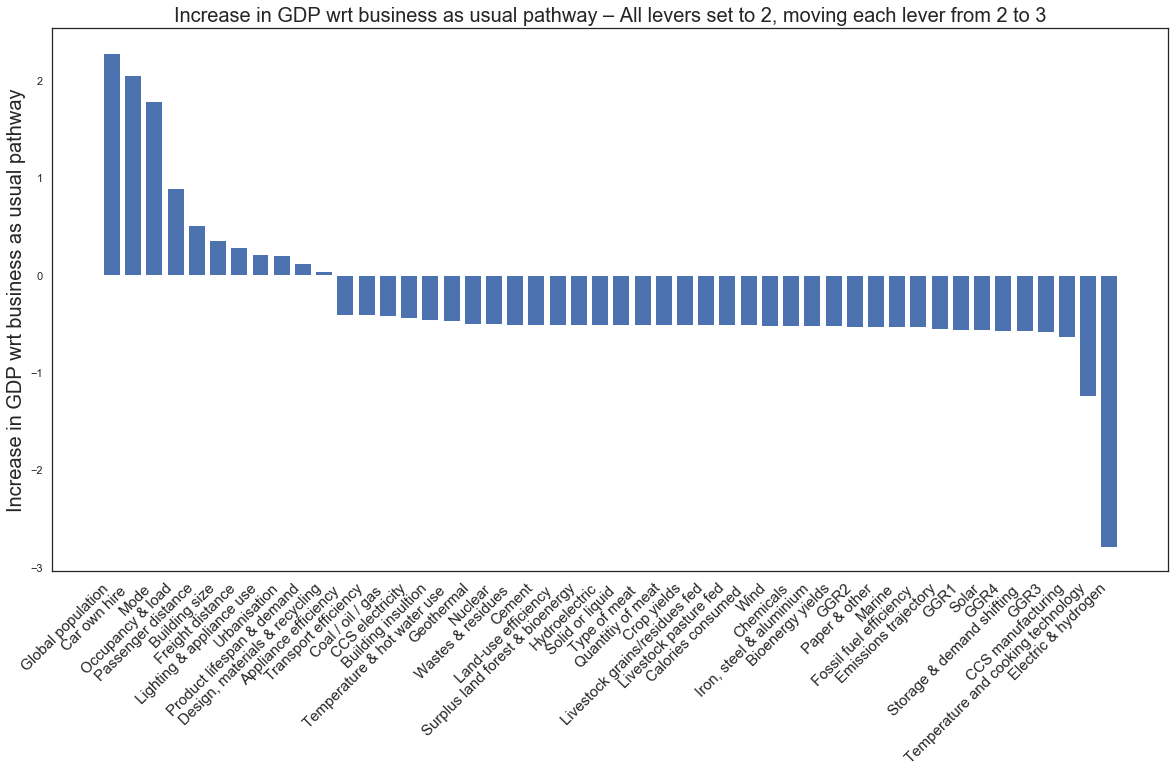 Increase in GDP wrt business as usual pathway – All levers set to 2, moving each lever from 2 to 3
Increase in GDP wrt business as usual pathway
2
1
0
−1
−2
−3
Global population
Car own hire
Mode
Occupancy & load
Passenger distance
Building size
Freight distance
Lighting & appliance use
Urbanisation
Product lifespan & demand
Design, materials & recycling
Appliance efficiency
Transport efficiency
Coal / oil / gas
CCS electricity
Building insultion
Temperature & hot water use
Geothermal
Nuclear
Wastes & residues
Cement
Land-use efficiency
Surplus land forest & bioenergy
Hydroelectric
Solid or liquid
Type of meat
Quantity of meat
Crop yields
Livestock grains/residues fed
Livestock pasture fed
Calories consumed
Wind
Chemicals
Iron, steel & aluminium
Bioenergy yields
GGR2
Paper & other
Marine
Fossil fuel efficiency
Emissions trajectory
GGR1
Solar
GGR4
Storage & demand shifting
GGR3
CCS manufacturing
Temperature and cooking technology
Electric & hydrogen